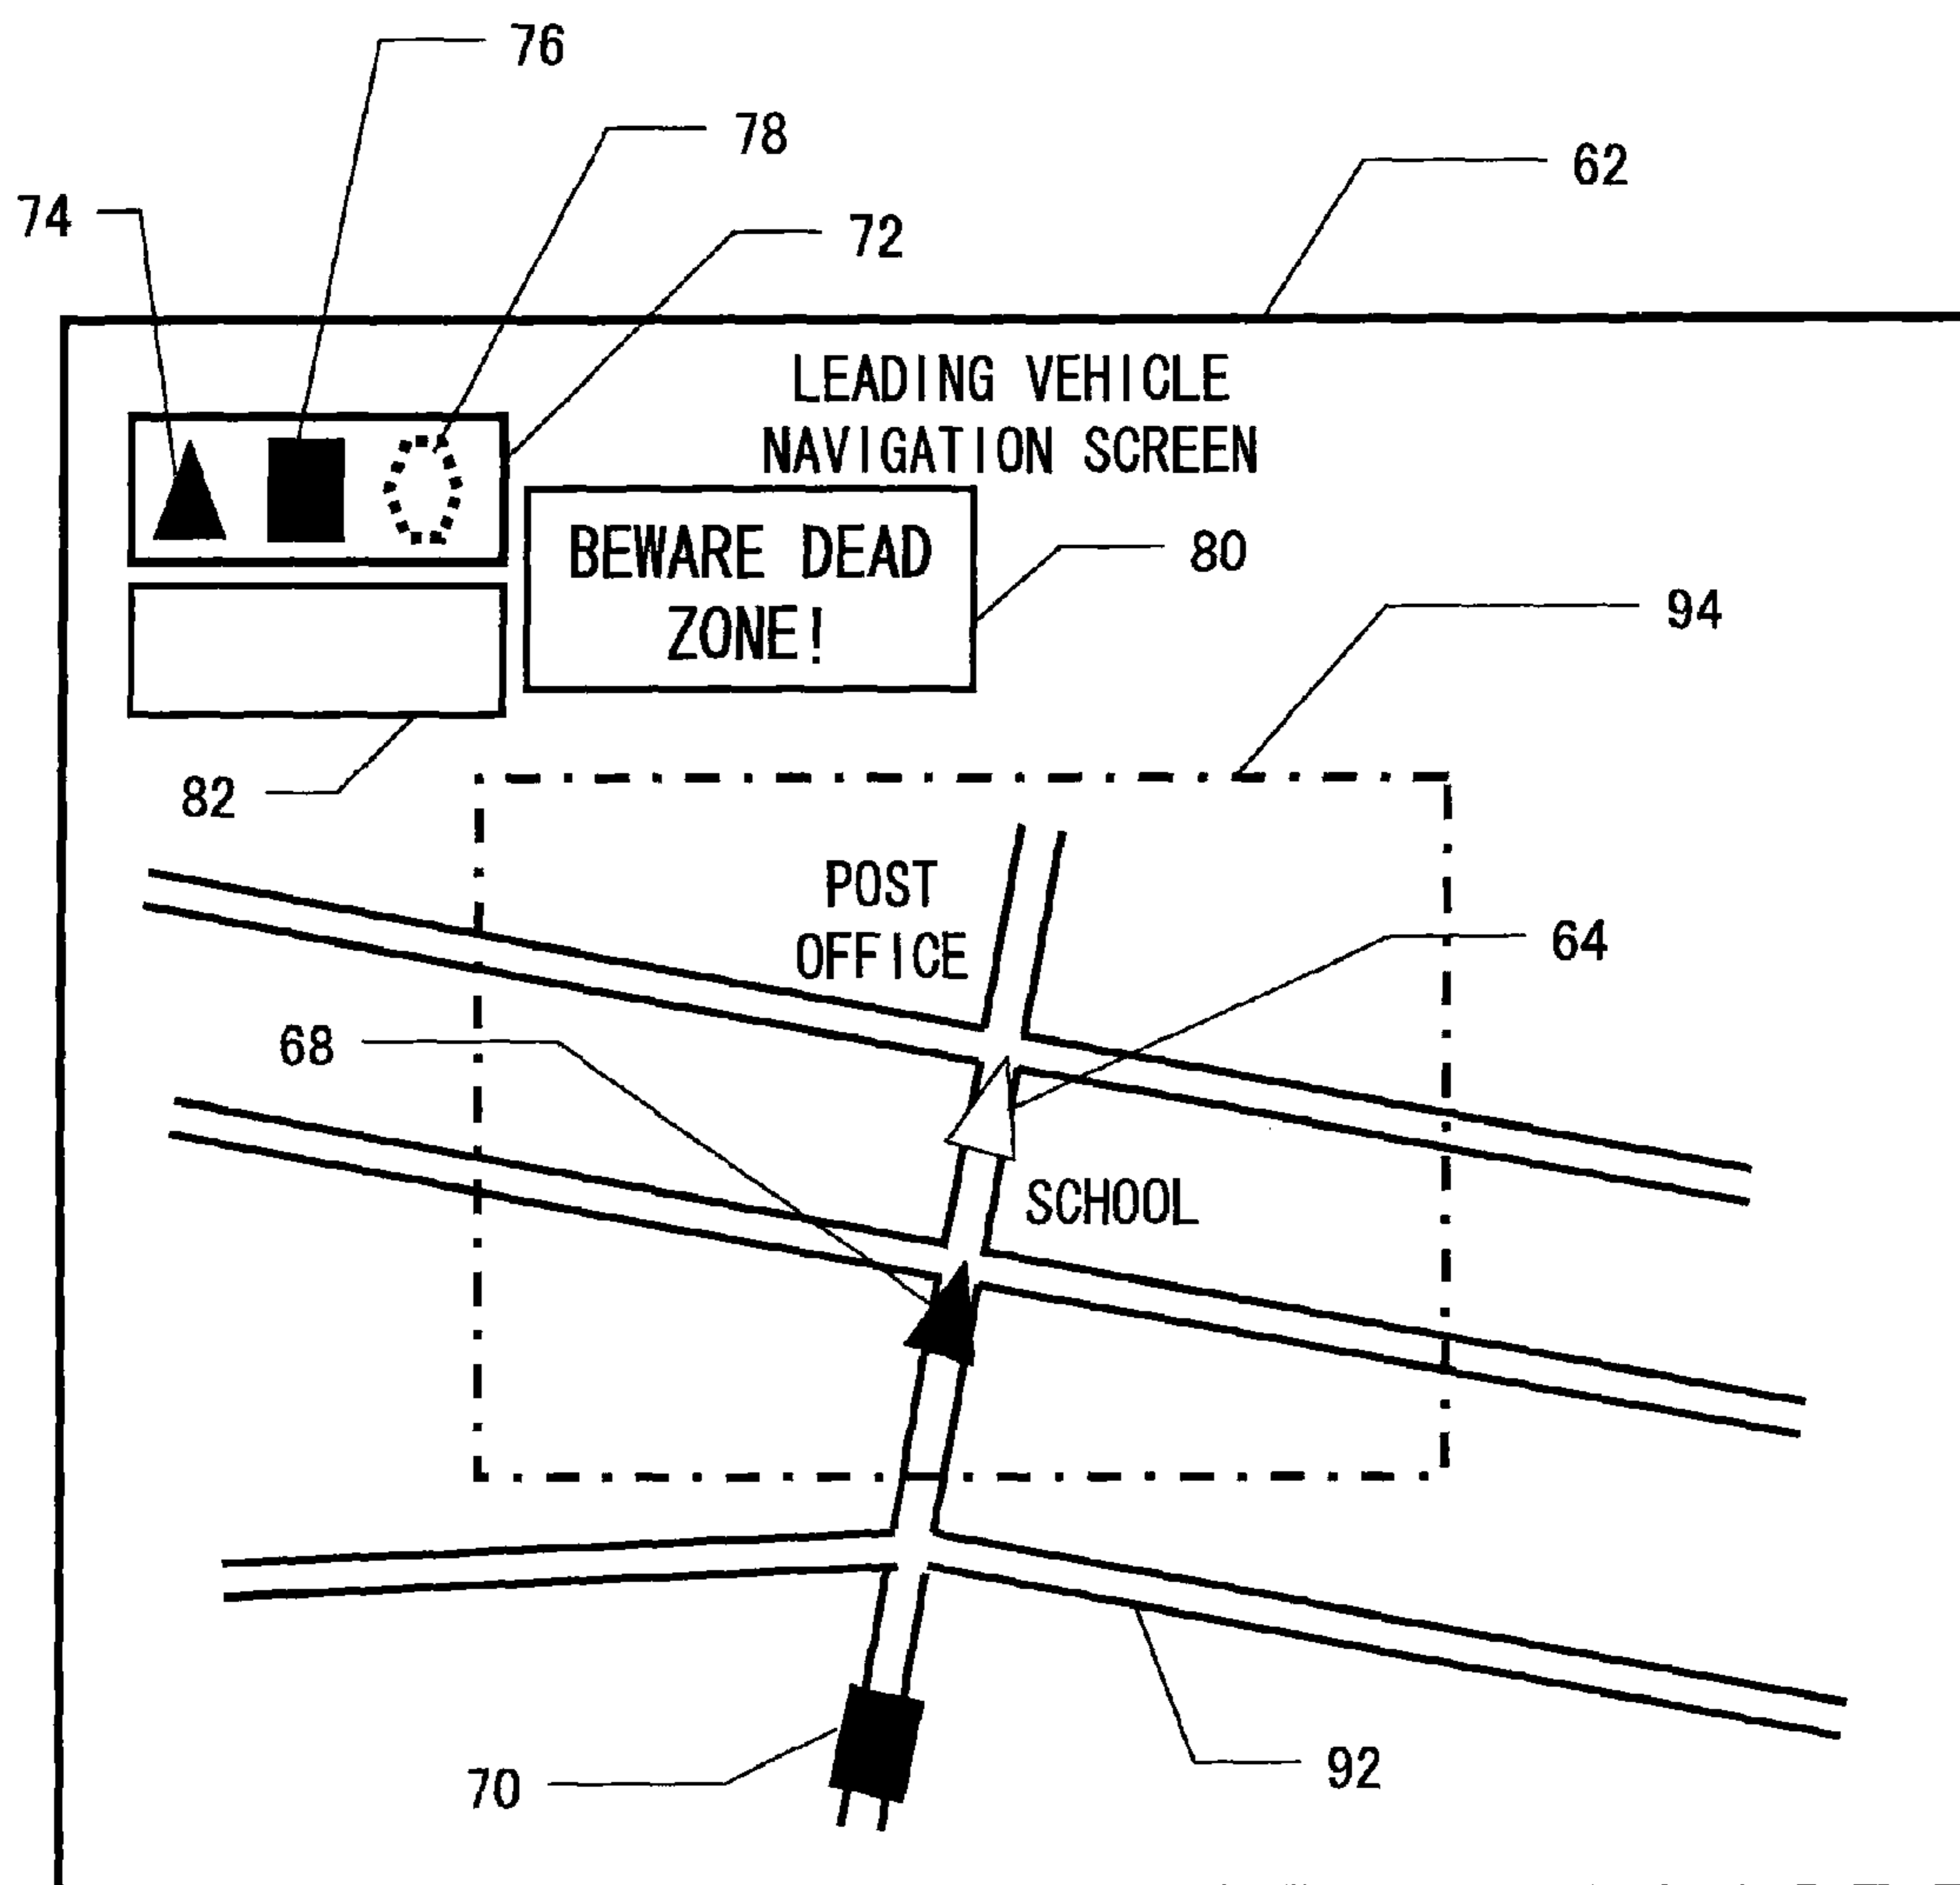 76
78
62
74
72
LEADING VEHICLE
NAVIGATION SCREEN
BEWARE DEAD
ZONE!
80
94
82
POST
OFFICE
64
68
SCHOOL
70
92